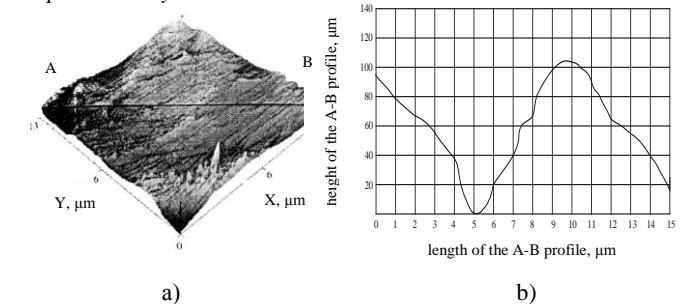 A
B
13
6
6
Y, μm
X, μm
0
a)
height of the A-B profile, μm
140
120
100
80
60
40
20
0 1 2 3 4 5 6 7 8 9 10 11 12 13 14 15
length of the A-B profile, μm
b)